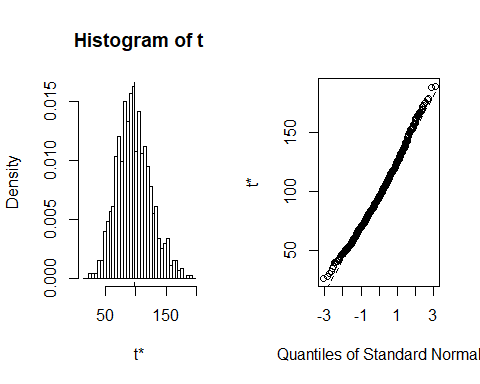 Histogram of t
Density
0.000
0.005
0.010
0.015
50
150
t*
t*
50
100
150
-3
-1
1
3
Quantiles of Standard Normal